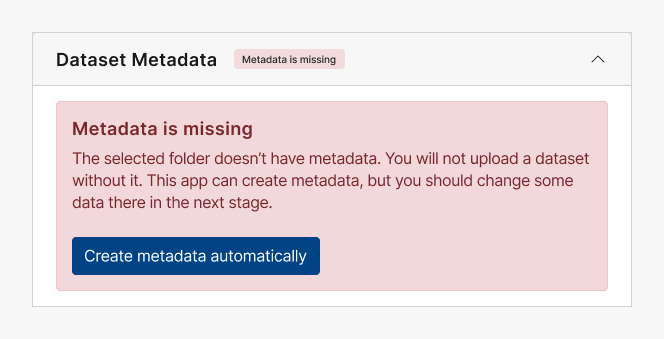 Dataset Metadata
Metadata is missing
Metadata is missing
The selected folder doesn’t have metadata. You will not upload a dataset
without it. This app can create metadata, but you should change some
data there in the next stage.
Create metadata automatically